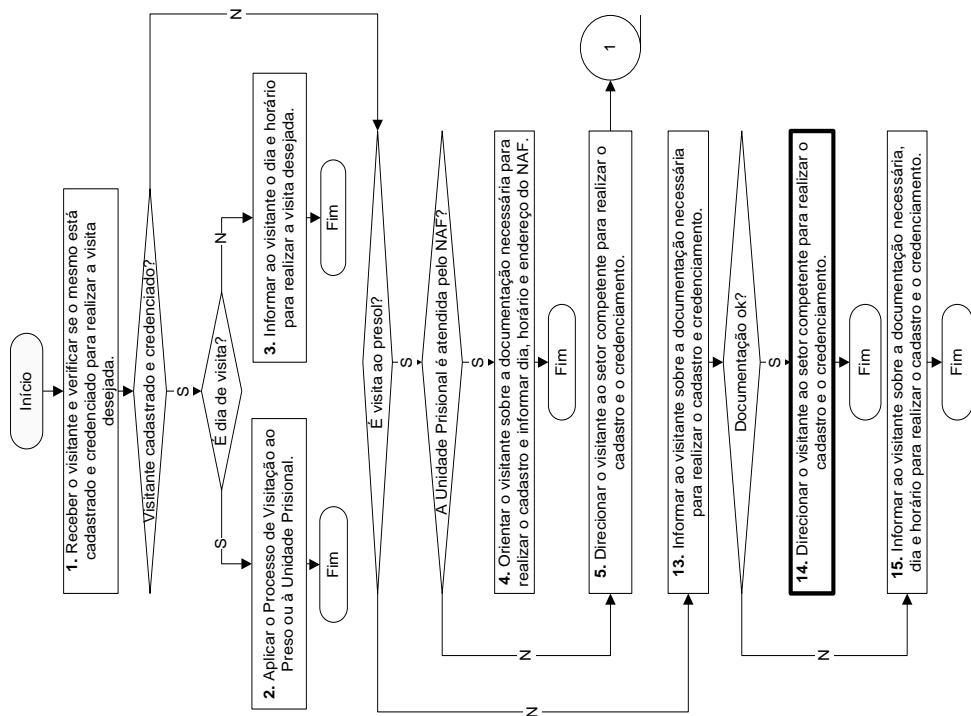 Início
1. Receber o visitante e verificar se o mesmo está
cadastrado e credenciado para realizar a visita
desejada.
Visitante cadastrado e credenciado?
N
S
É dia de visita?
S
N
2. Aplicar o Processo de Visitação ao
Preso ou à Unidade Prisional.
Fim
3. Informar ao visitante o dia e horário
para realizar a visita desejada.
Fim
É visita ao presol?
S
N
A Unidade Prisional é atendida pelo NAF?
S
N
4. Orientar o visitante sobre a documentação necessária para
realizar o cadastro e informar dia, horário e endereço do NAF.
Fim
5. Direcionar o visitante ao setor competente para realizar o
cadastro e o credenciamento.
1
13. Informar ao visitante sobre a documentação necessária
para realizar o cadastro e credenciamento.
Documentação ok?
S
N
14. Direcionar o visitante ao setor competente para realizar o
cadastro e o credenciamento.
Fim
15. Informar ao visitante sobre a documentação necessária,
dia e horário para realizar o cadastro e o credenciamento.
Fim